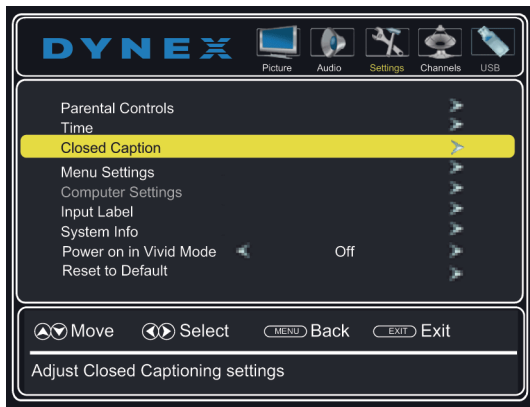 DYNEX
Picture Audio Settings Channels USB
Parental Controls
Time
Closed Caption
Menu Settings
Computer Settings
Input Label
System Info
Power on in Vivid Mode Off
Reset to Default
Move Select MENU Back EXIT Exit
Adjust Closed Captioning settings